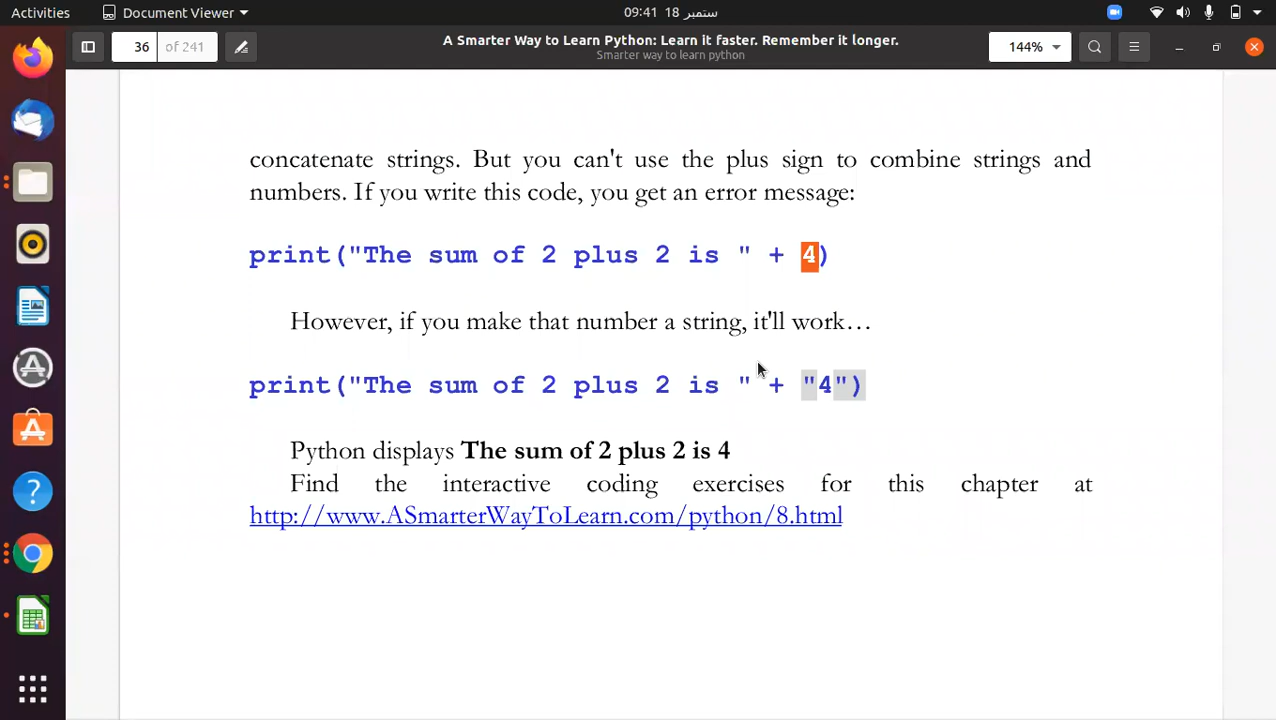 Activities
Document Viewer
09:41 18 ستمبر
36
of 241
A Smarter Way to Learn Python: Learn it faster. Remember it longer.
Smarter way to learn python
144%
concatenate strings. But you can't use the plus sign to combine strings and
numbers. If you write this code, you get an error message:
print("The sum of 2 plus 2 is " + 4)
However, if you make that number a string, it'll work…
print("The sum of 2 plus 2 is " + "4")
Python displays The sum of 2 plus 2 is 4
Find the interactive coding exercises for this chapter at
http://www.ASmarterWayToLearn.com/python/8.html